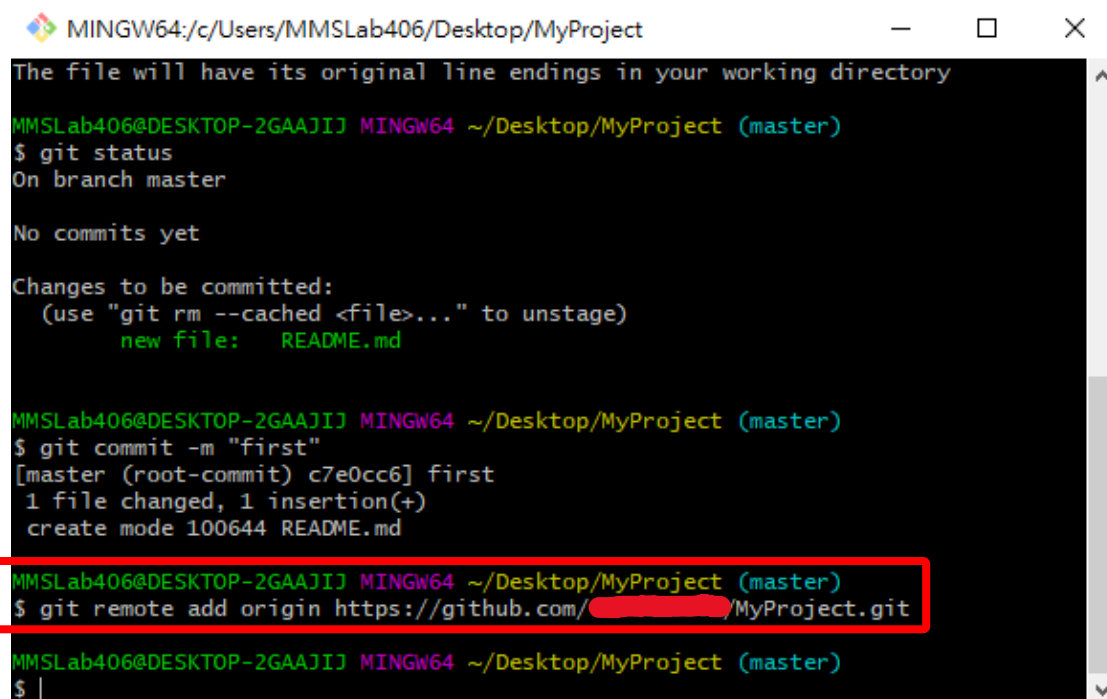 MINGW64:/c/Users/MMSLab406/Desktop/MyProject
The file will have its original line endings in your working directory
MMSLab406@DESKTOP-2GAAJIJ MINGW64 ~/Desktop/MyProject (master)
$ git status
On branch master
No commits yet
Changes to be committed:
(use "git rm --cached <file>..." to unstage)
new file: README.md
MMSLab406@DESKTOP-2GAAJIJ MINGW64 ~/Desktop/MyProject (master)
$ git commit -m "first"
[master (root-commit) c7e0cc6] first
1 file changed, 1 insertion(+)
create mode 100644 README.md
MMSLab406@DESKTOP-2GAAJIJ MINGW64 ~/Desktop/MyProject (master)
$ git remote add origin https://github.com/ /MyProject.git
MMSLab406@DESKTOP-2GAAJIJ MINGW64 ~/Desktop/MyProject (master)
$